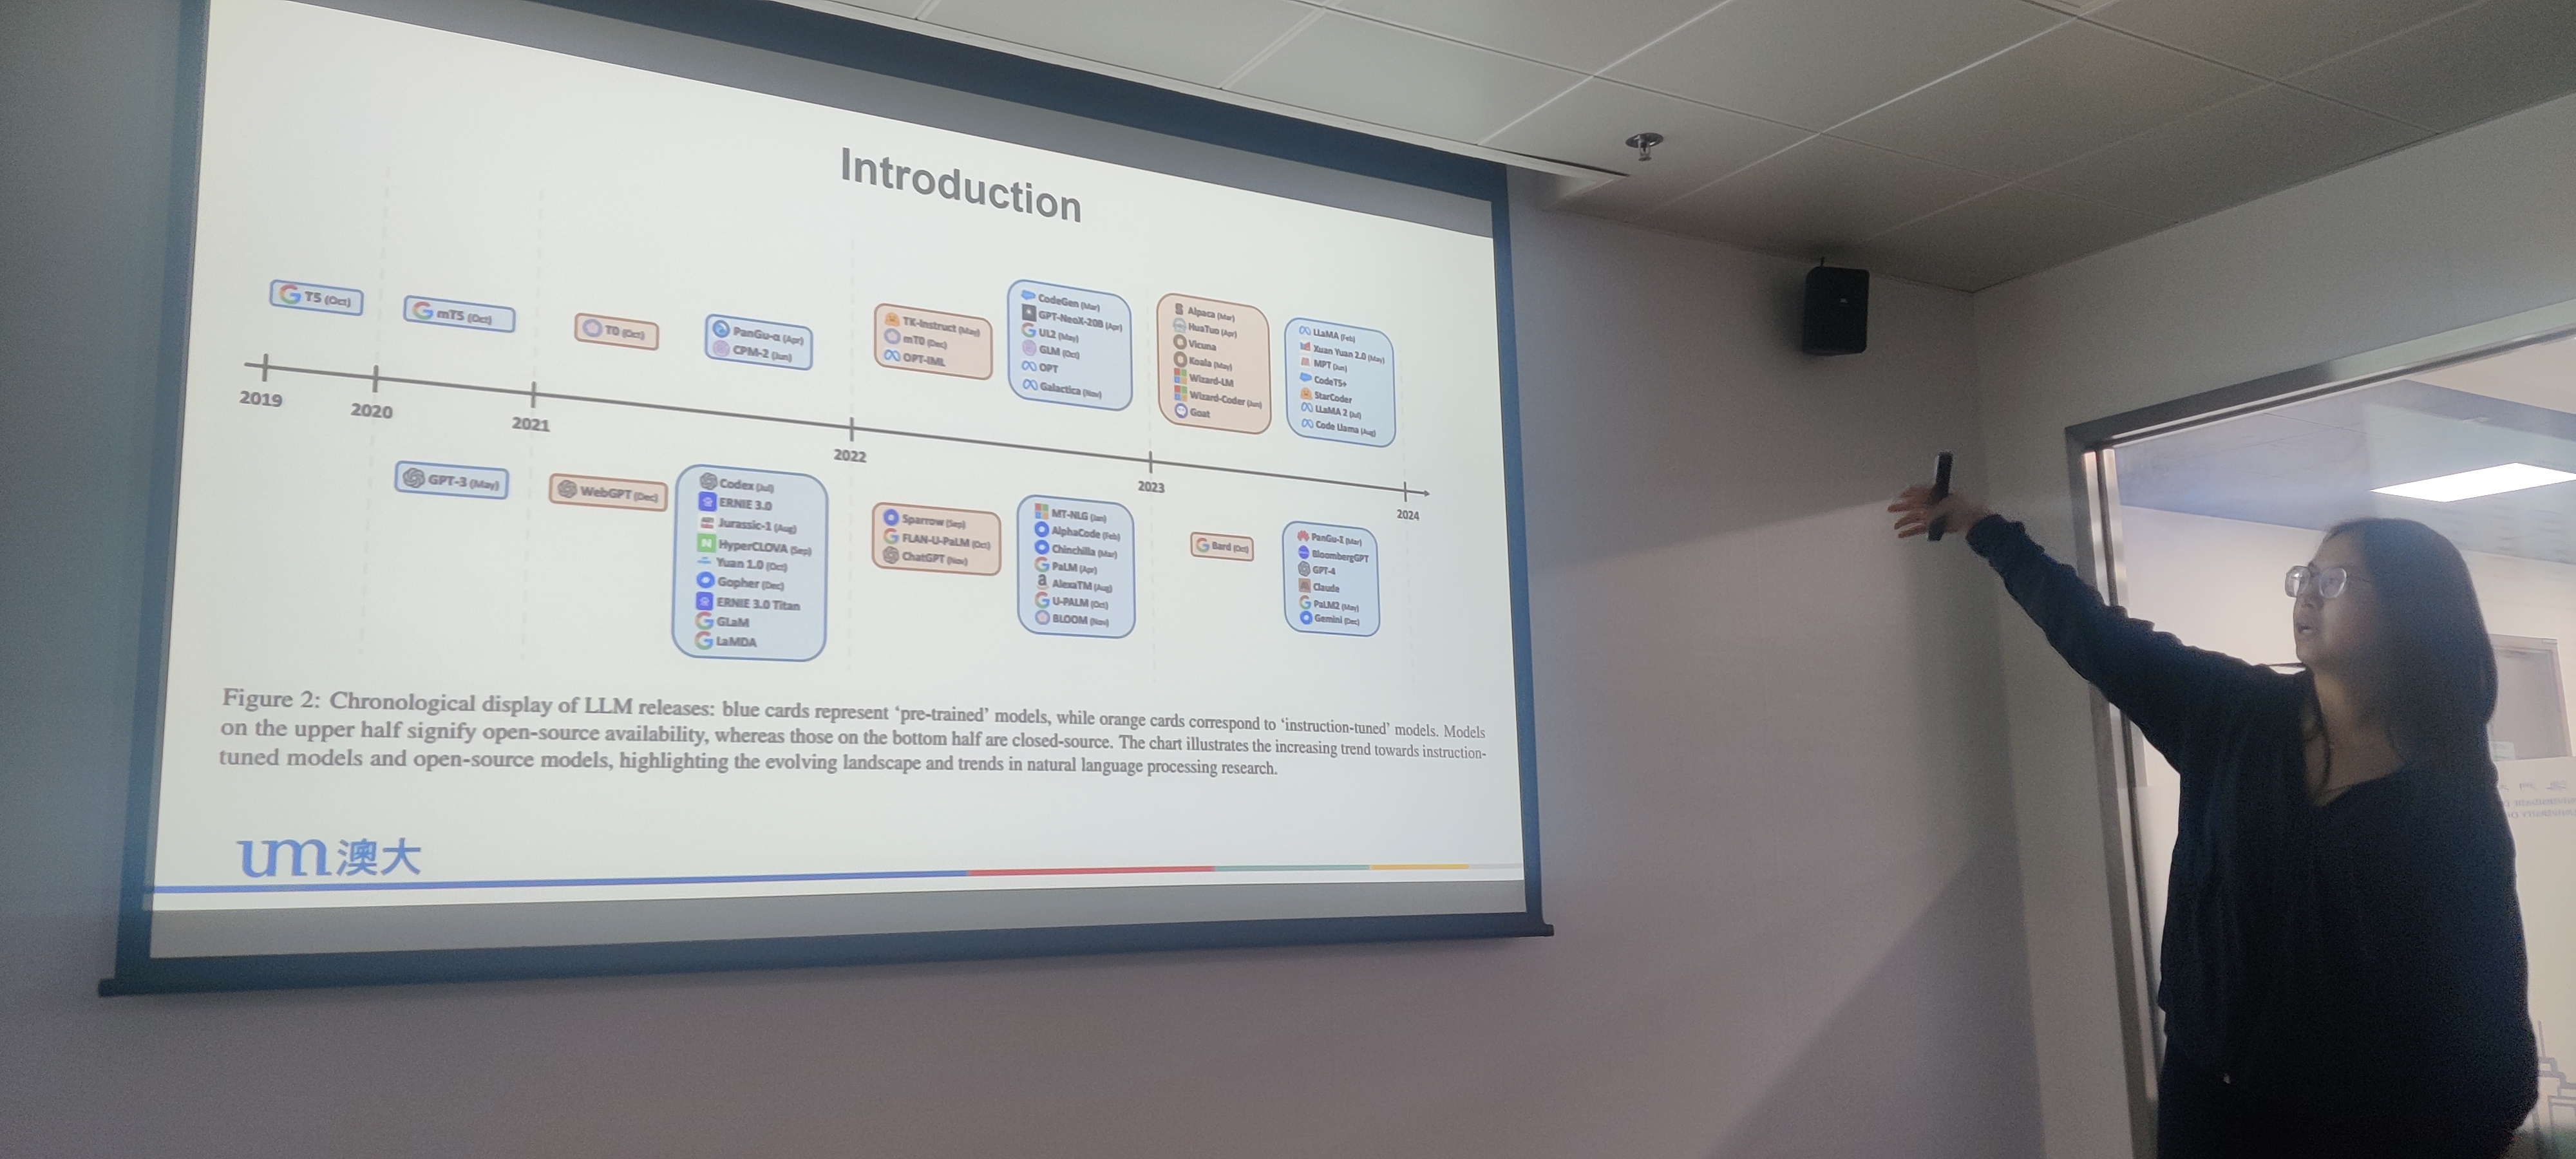 Introduction
T5 (Oct)
mT5 (Oct)
T0 (Oct)
PanGu-α (Apr)
CPM-2 (Jun)
TK-Instruct (May)
mT0 (Dec)
OPT-IML
CodeGen (Mar)
GPT-NeoX-20B (Apr)
UL2 (May)
GLM (Oct)
OPT
Galactica (Nov)
Alpaca (Mar)
HuaTuo (Apr)
Vicuna
Koala (May)
Wizard-LM
Wizard-Coder (Jun)
Goat
LLaMA (Feb)
Xuan Yuan 2.0 (May)
MPT (Jun)
CodeT5+
StarCoder
LLaMA 2 (Jul)
Code Llama (Aug)
2019
2020
2021
2022
2023
2024
GPT-3 (May)
WebGPT (Dec)
Codex (Jul)
ERNIE 3.0
Jurassic-1 (Aug)
HyperCLOVA (Sep)
Yuan 1.0 (Oct)
Gopher (Dec)
ERNIE 3.0 Titan
GLaM
LaMDA
Sparrow (Sep)
FLAN-U-PaLM (Oct)
ChatGPT (Nov)
MT-NLG (Jan)
AlphaCode (Feb)
Chinchilla (Mar)
PaLM (Apr)
AlexaTM (Aug)
U-PALM (Oct)
BLOOM (Nov)
Bard (Oct)
PanGu-Σ (Mar)
BloombergGPT
GPT-4
Claude
PaLM2 (May)
Gemini (Dec)
Figure 2: Chronological display of LLM releases: blue cards represent ‘pre-trained’ models, while orange cards correspond to ‘instruction-tuned’ models. Models
on the upper half signify open-source availability, whereas those on the bottom half are closed-source. The chart illustrates the increasing trend towards instruction-
tuned models and open-source models, highlighting the evolving landscape and trends in natural language processing research.
um澳大